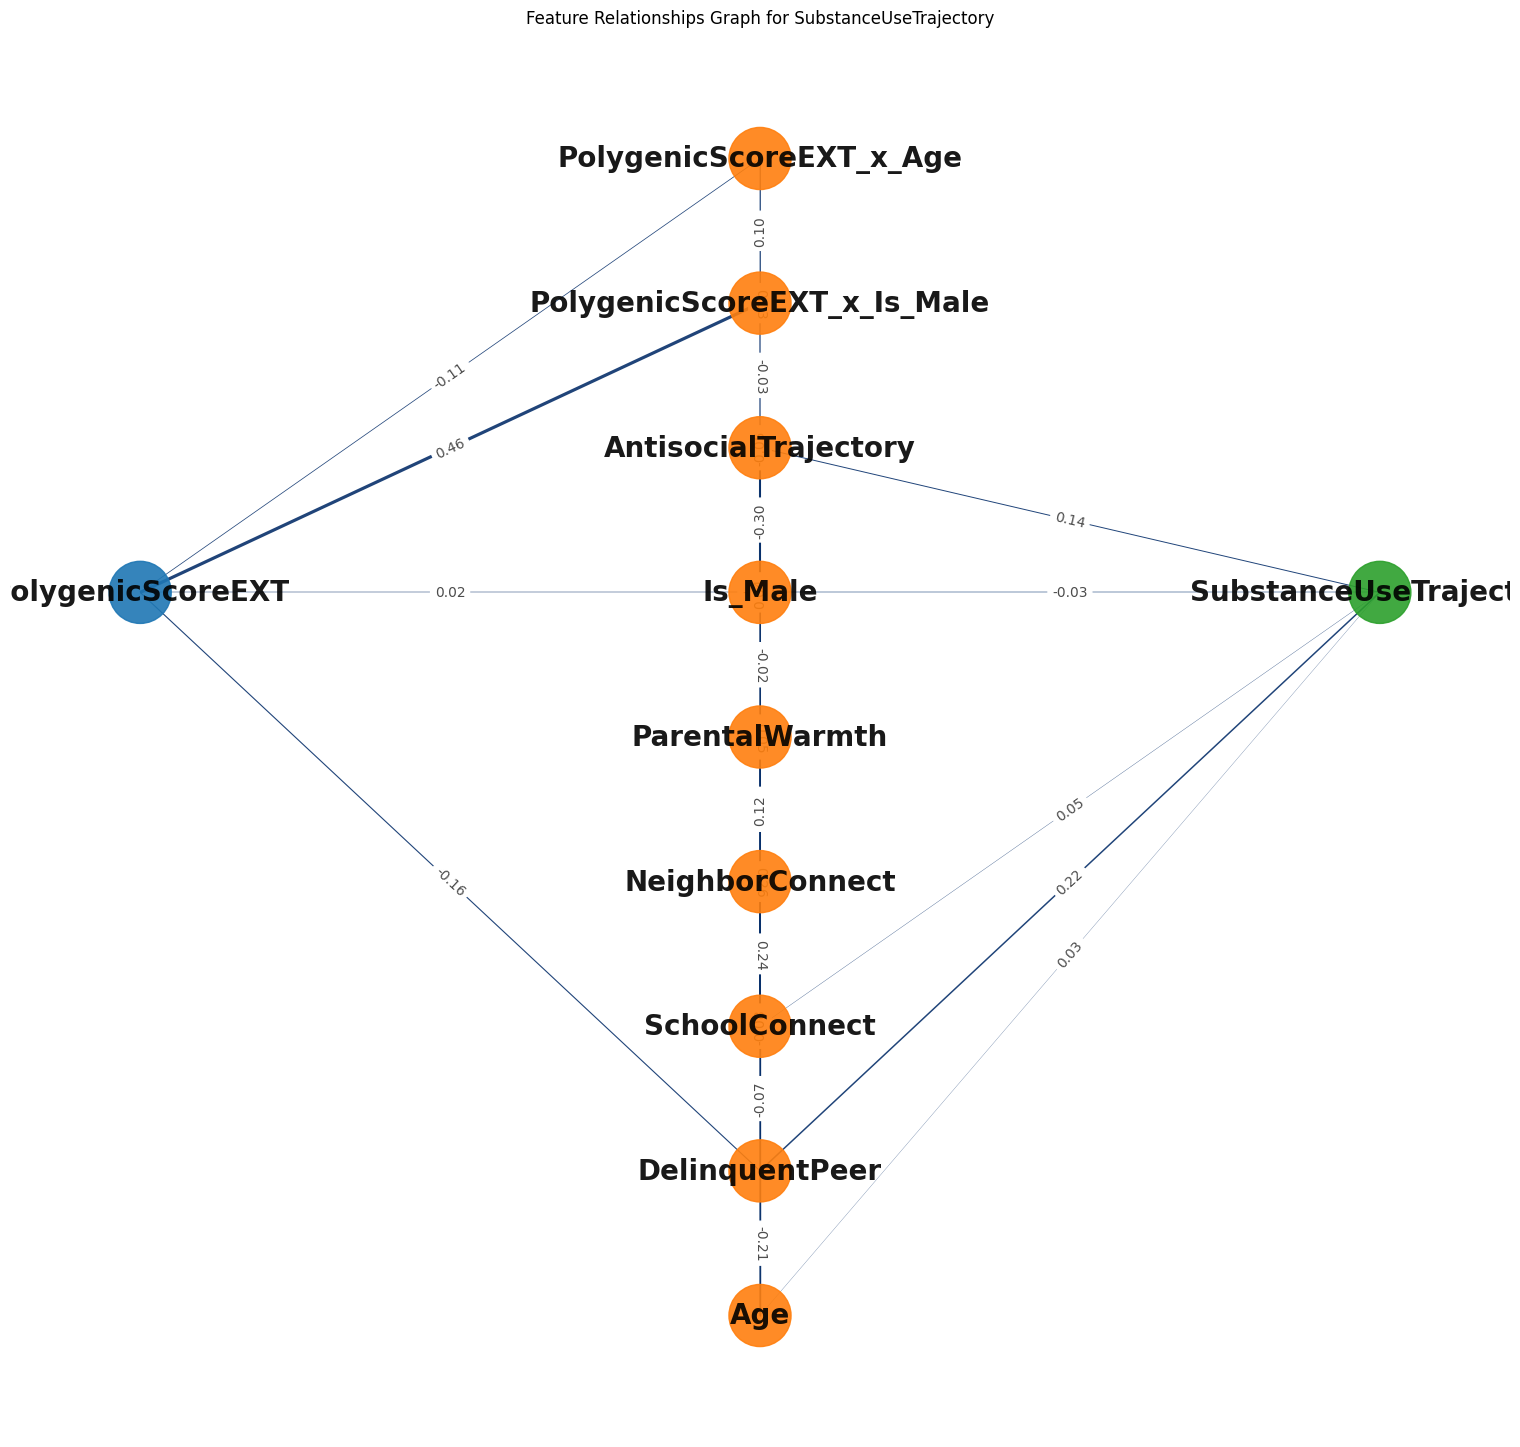 Feature Relationships Graph for SubstanceUseTrajectory
PolygenicScoreEXT_x_Age
0.10
PolygenicScoreEXT_x_Is_Male
-0.11
-0.03
0.46
AntisocialTrajectory
0.14
-0.30
olygenicScoreEXT
0.02
Is_Male
-0.03
SubstanceUseTraject
-0.02
ParentalWarmth
0.12
0.05
-0.16
NeighborConnect
0.22
0.24
0.03
SchoolConnect
-0.07
DelinquentPeer
-0.21
Age